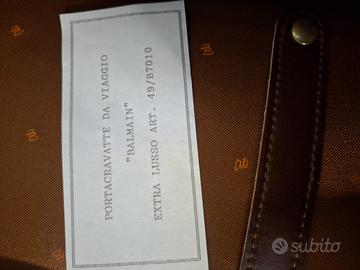 PORTACRAVATTE DA VIAGGIO
"BALMAIN"
EXTRA LUSSO ART. 49/B7010
subito